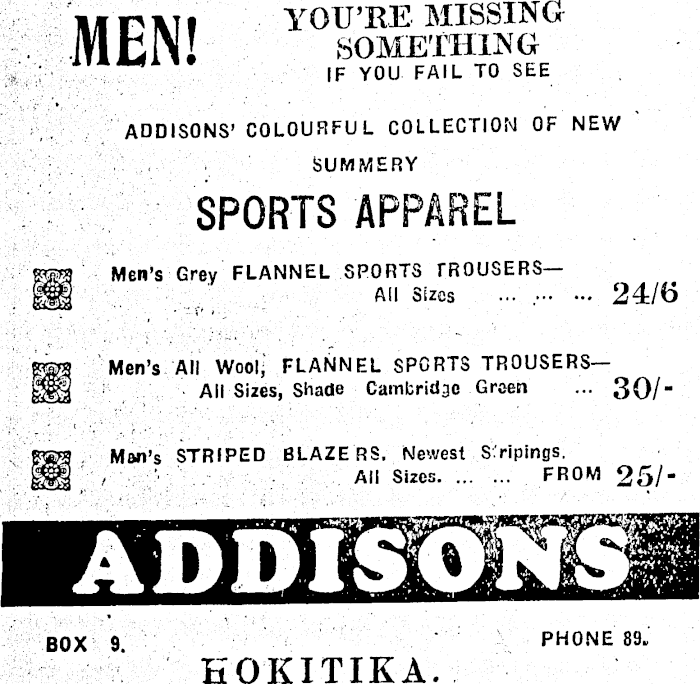 MEN!
YOU'RE MISSING
SOMETHING
IF YOU FAIL TO SEE
ADDISONS' COLOURFUL COLLECTION OF NEW
SUMMERY
SPORTS APPAREL
Men's Grey FLANNEL SPORTS TROUSERS—
All Sizes ... ... ... 24/6
Men's All Wool, FLANNEL SPORTS TROUSERS—
All Sizes, Shade Cambridge Green ... 30/-
Men's STRIPED BLAZERS. Newest Stripings.
All Sizes. ... ... FROM 25/-
ADDISONS
BOX 9. PHONE 89.
HOKITIKA.